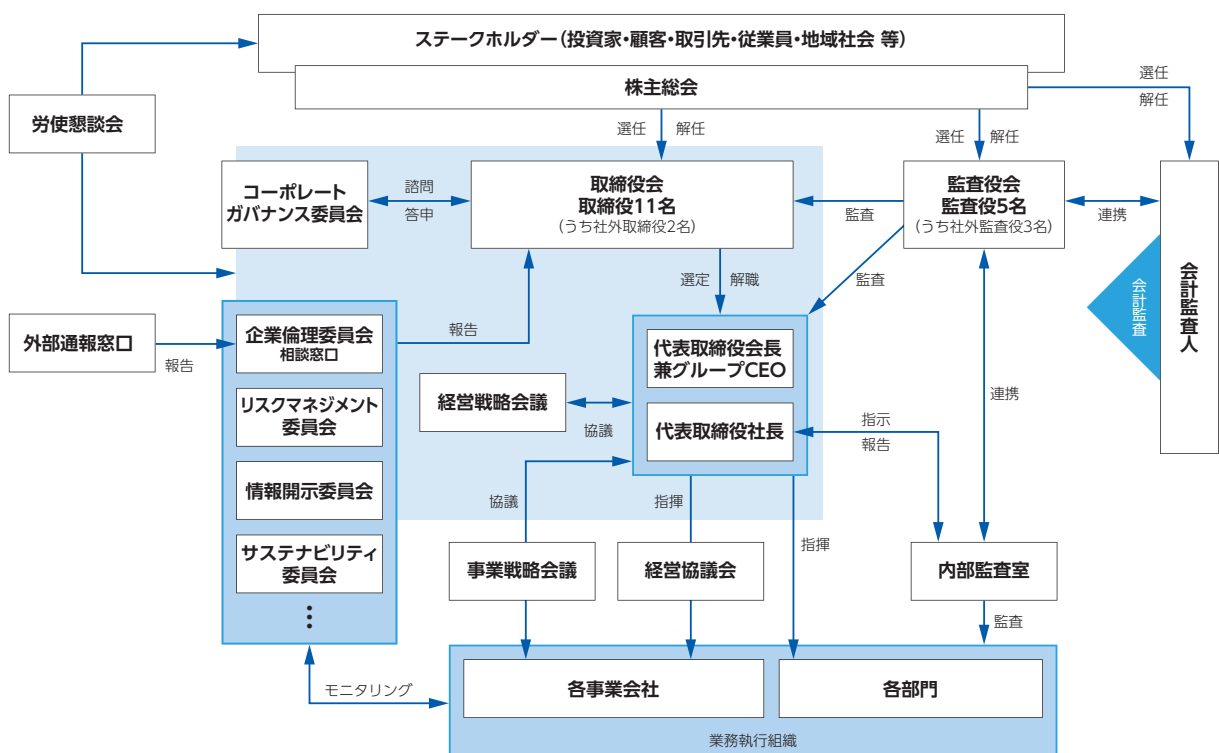 ステークホルダー（投資家・顧客・取引先・従業員・地域社会 等）
株主総会
選任
解任
労使懇談会
選任
解任
選任
解任
コーポレート
ガバナンス委員会
諮問
答申
取締役会
取締役11名
（うち社外取締役2名）
監査
監査役会
監査役5名
（うち社外監査役3名）
連携
会計監査人
会計監査
選定
解職
監査
外部通報窓口
報告
企業倫理委員会
相談窓口
報告
リスクマネジメント
委員会
情報開示委員会
サステナビリティ
委員会
⋮
経営戦略会議
協議
代表取締役会長
兼グループCEO
代表取締役社長
指示
報告
連携
協議
指揮
指揮
事業戦略会議
経営協議会
内部監査室
監査
モニタリング
各事業会社
各部門
業務執行組織